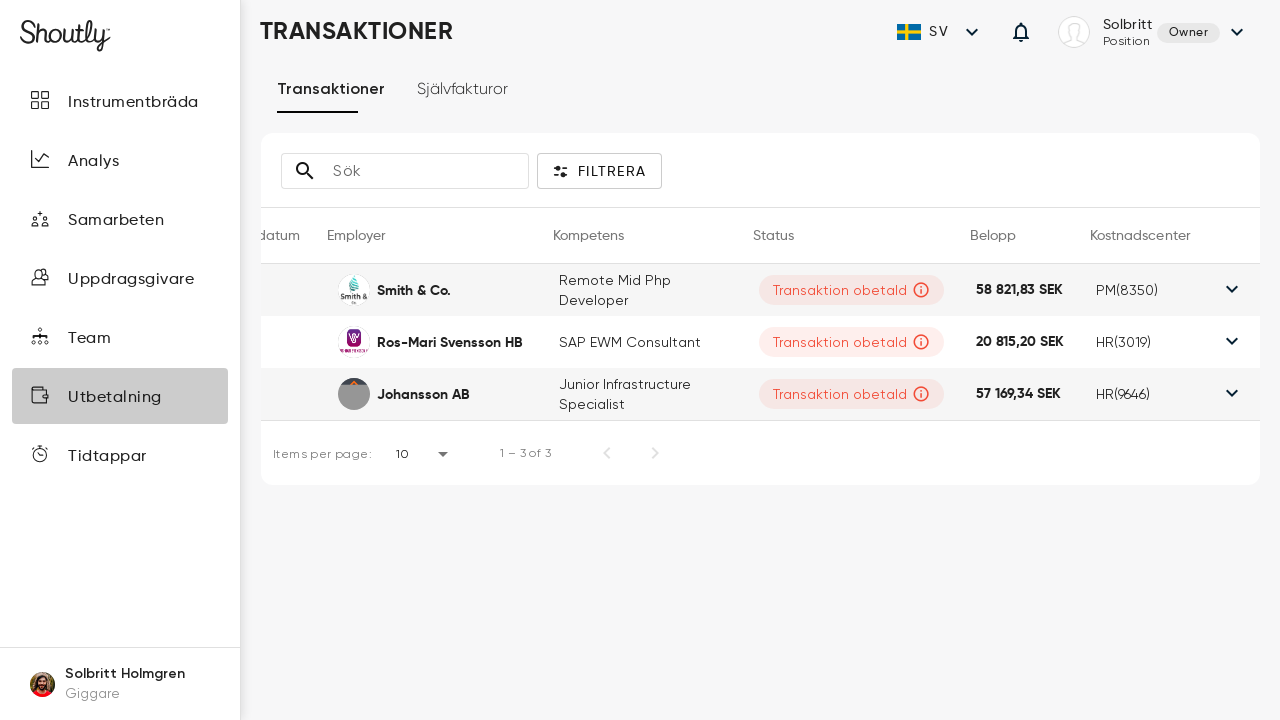 Shoutly
TRANSAKTIONER
SV
Solbritt
Position
Owner
Instrumentbräda
Analys
Samarbeten
Uppdragsgivare
Team
Utbetalning
Tidtappar
Solbritt Holmgren
Giggare
Transaktioner
Självfakturor
Sök
FILTRERA
datum Employer Kompetens Status Belopp Kostnadscenter
Smith & Co. Remote Mid Php Developer Transaktion obetald 58 821,83 SEK PM(8350)
Ros-Mari Svensson HB SAP EWM Consultant Transaktion obetald 20 815,20 SEK HR(3019)
Johansson AB Junior Infrastructure Specialist Transaktion obetald 57 169,34 SEK HR(9646)
Items per page: 10 1 – 3 of 3